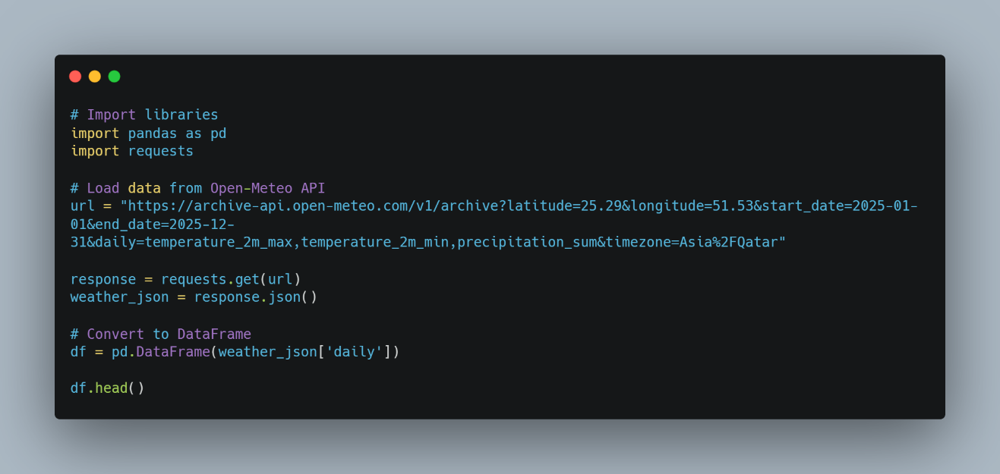 # Import libraries
import pandas as pd
import requests
# Load data from Open-Meteo API
url = "https://archive-api.open-meteo.com/v1/archive?latitude=25.29&longitude=51.53&start_date=2025-01-
01&end_date=2025-12-
31&daily=temperature_2m_max,temperature_2m_min,precipitation_sum&timezone=Asia%2FQatar"
response = requests.get(url)
weather_json = response.json()
# Convert to DataFrame
df = pd.DataFrame(weather_json['daily'])
df.head()